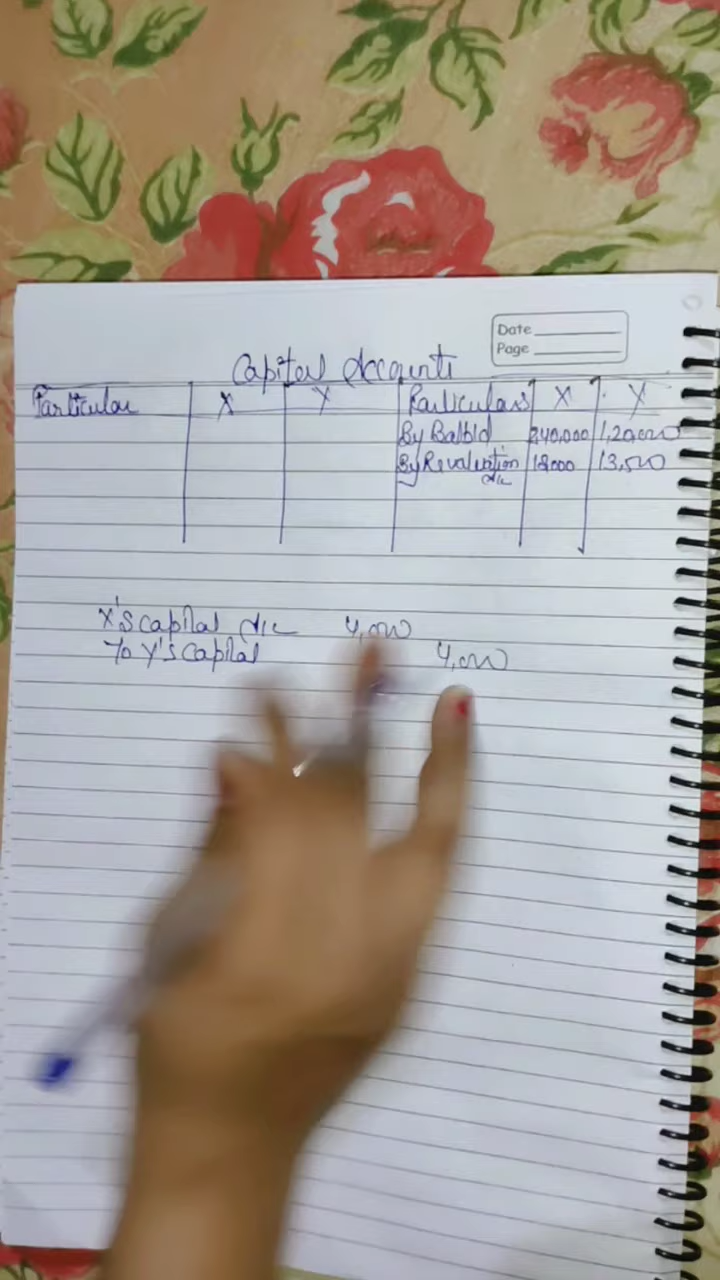 Date
Page
Capital Accounts
Particular X Y Particulars X Y
By Balb/d 240,000 1,20,000
By Revaluation 18000 13,500
a/c
X's capital a/c 4,000
To Y's capital 4,000